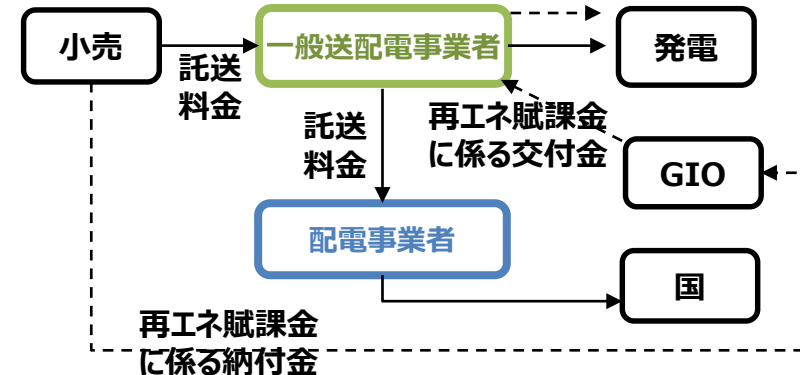 小売
一般送配電事業者
発電
託送
料金
託送
料金
再エネ賦課金
に係る交付金
GIO
配電事業者
国
再エネ賦課金
に係る納付金